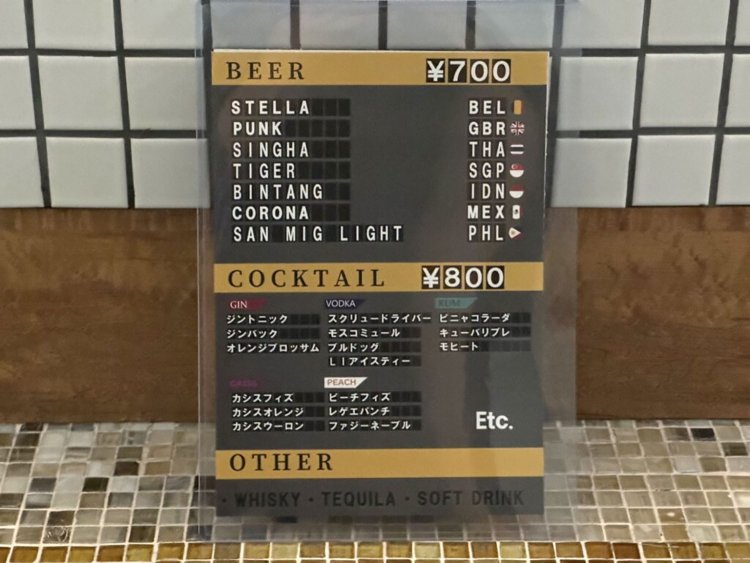 BEER ¥700
STELLA BEL
PUNK GBR
SINGHA THA
TIGER SGP
BINTANG IDN
CORONA MEX
SAN MIG LIGHT PHL
COCKTAIL ¥800
GIN VODKA RUM
ジントニック スクリュードライバー ピニャコラーダ
ジンバック モスコミュール キューバリブレ
オレンジブロッサム ブルドッグ モヒート
LIアイスティー
CASSIS PEACH
カシスフィズ ピーチフィズ
カシスオレンジ レゲエパンチ
カシスウーロン ファジーネーブル
Etc.
OTHER
・WHISKY・TEQUILA・SOFT DRINK